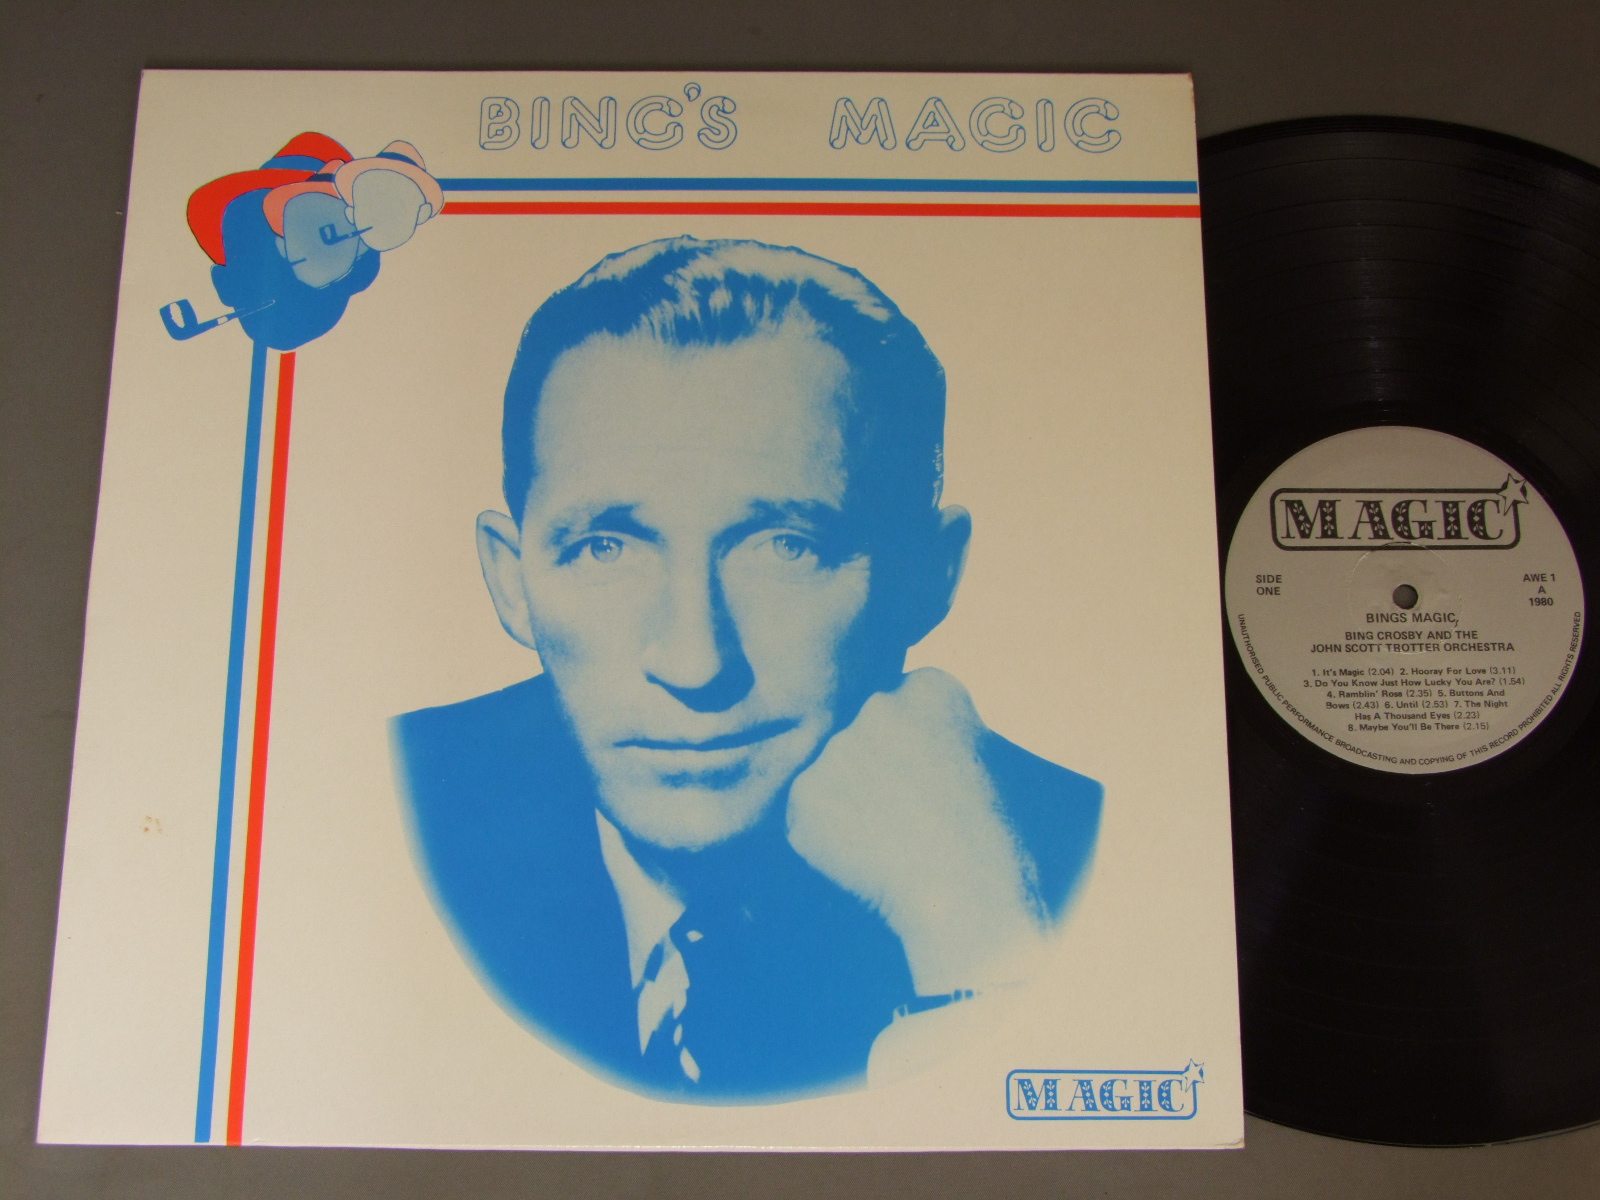 BING'S MAGIC
MAGIC
MAGIC
SIDE
ONE
AWE 1
A
1980
BINGS MAGIC
BING CROSBY AND THE
JOHN SCOTT TROTTER ORCHESTRA
1. It's Magic (2.04) 2. Hooray For Love (3.11)
3. Do You Know Just How Lucky You Are? (1.54)
4. Ramblin' Rose (2.35) 5. Buttons And
Bows (2.43) 6. Until (2.53) 7. The Night
Has A Thousand Eyes (2.23)
8. Maybe You'll Be There (2.15)
UNAUTHORISED PUBLIC PERFORMANCE BROADCASTING AND COPYING OF THIS RECORD PROHIBITED ALL RIGHTS RESERVED